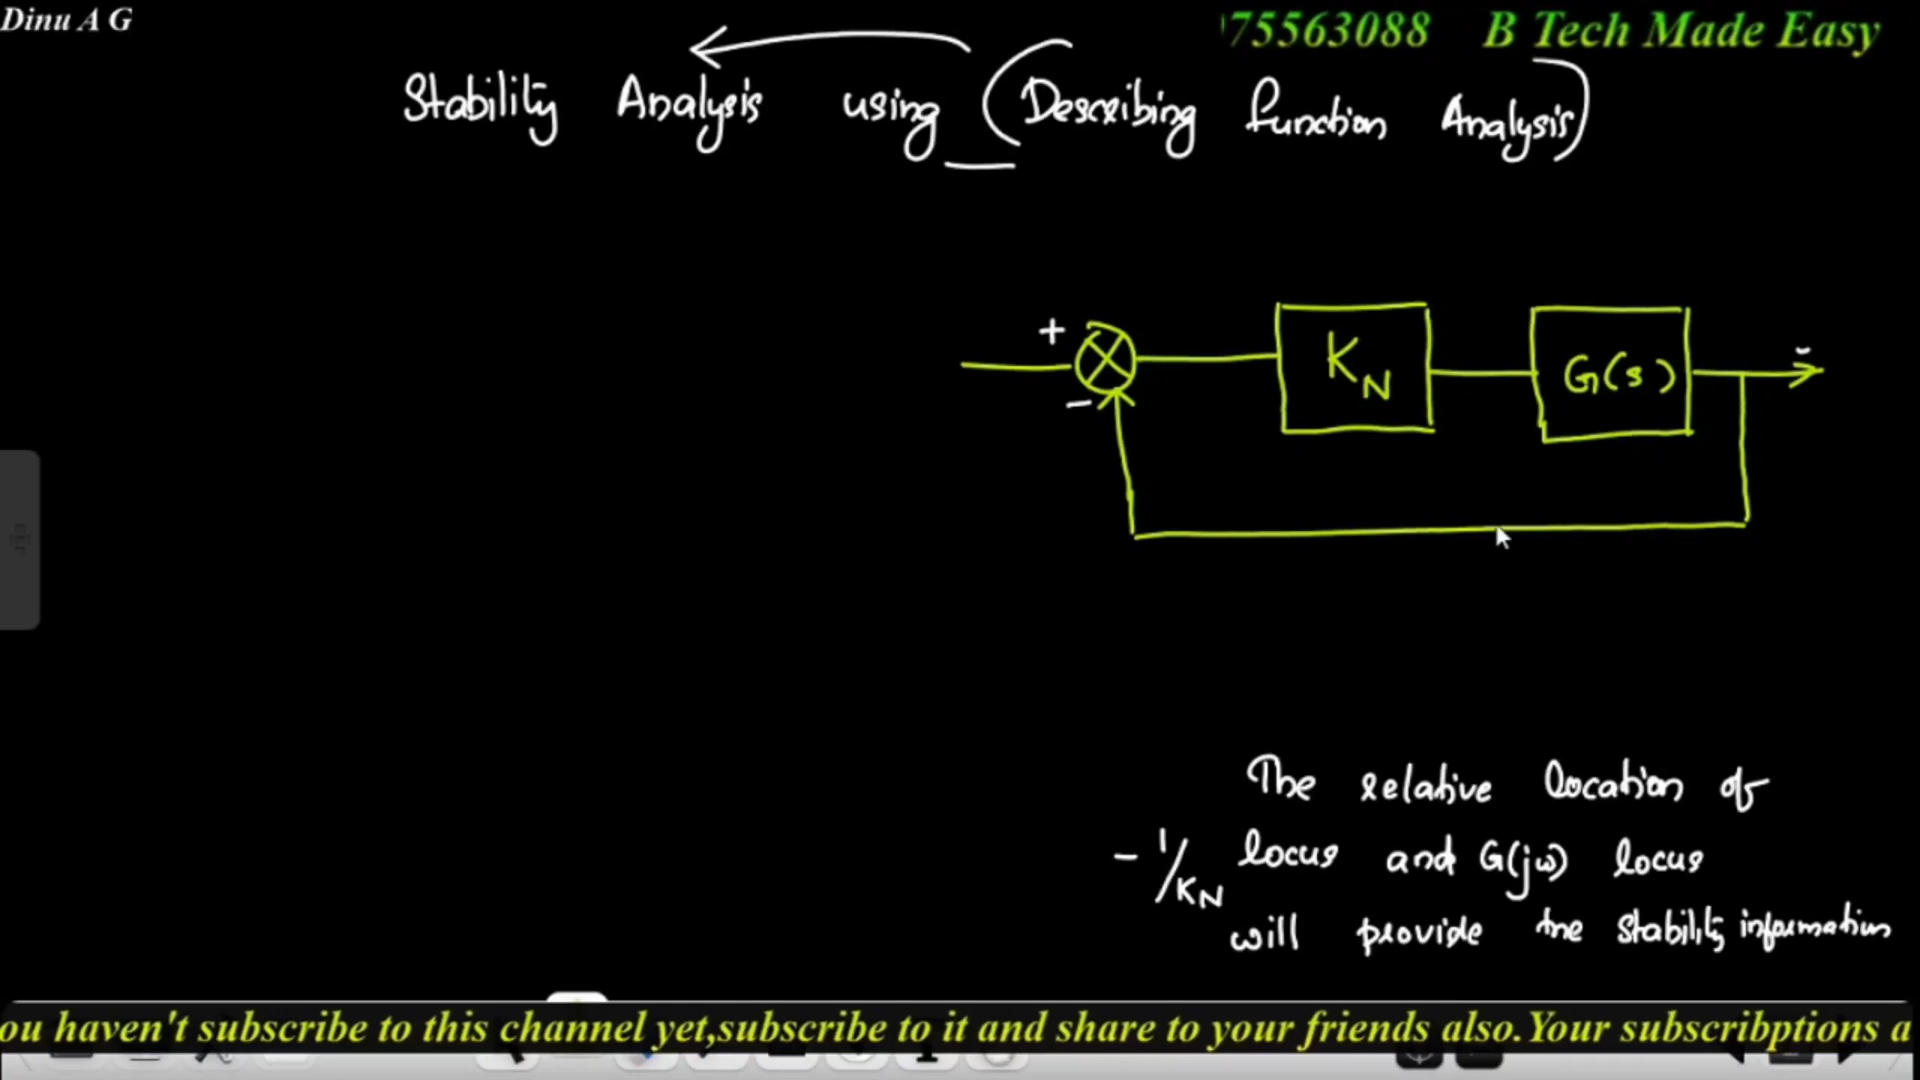 Dinu A G
75563088 B Tech Made Easy
Stability Analysis using (Describing function Analysis)
+
-
KN
G(s)
The relative location of
- 1/KN locus and G(jω) locus
will provide the stability information
ou haven't subscribe to this channel yet,subscribe to it and share to your friends also.Your subscribptions a